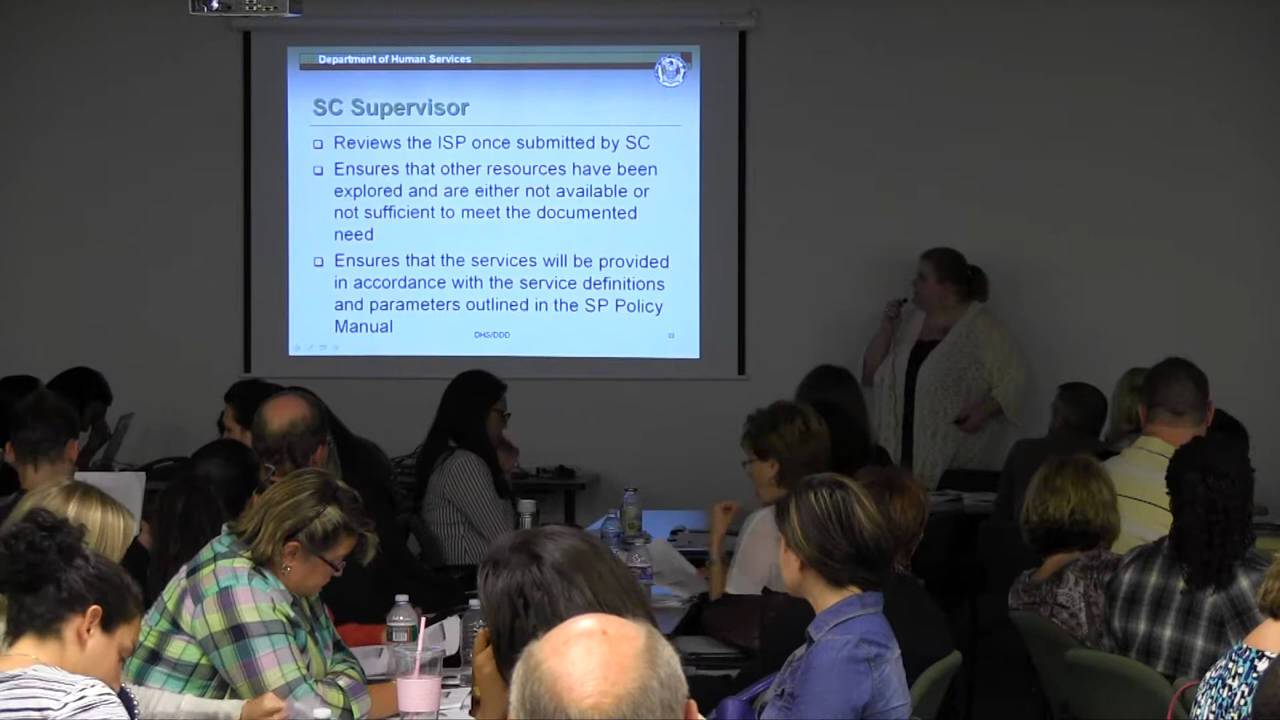 Department of Human Services
SC Supervisor
Reviews the ISP once submitted by SC
Ensures that other resources have been
explored and are either not available or
not sufficient to meet the documented
need
Ensures that the services will be provided
in accordance with the service definitions
and parameters outlined in the SP Policy
Manual
DHS/DDD